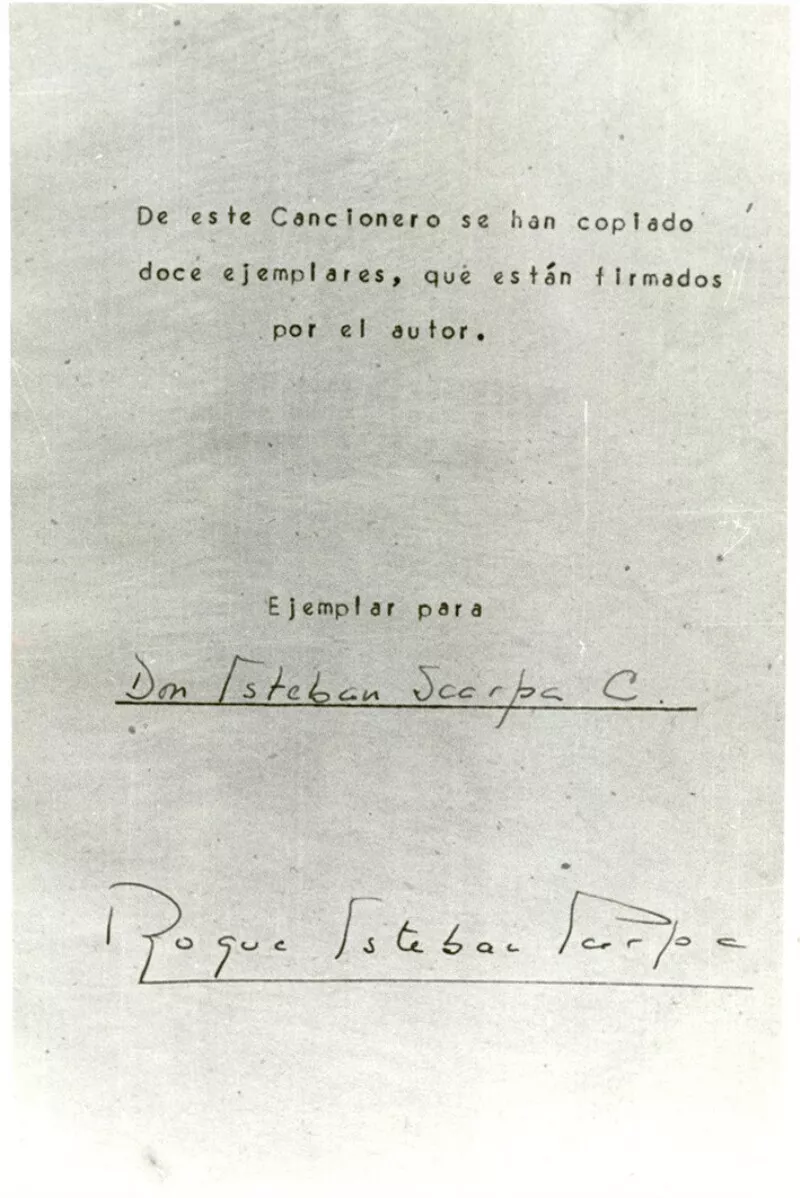 De este Cancionero se han copiado
doce ejemplares, que están firmados
por el autor.
Ejemplar para
Don Esteban Scarpa C.
Roque Esteban Scarpa